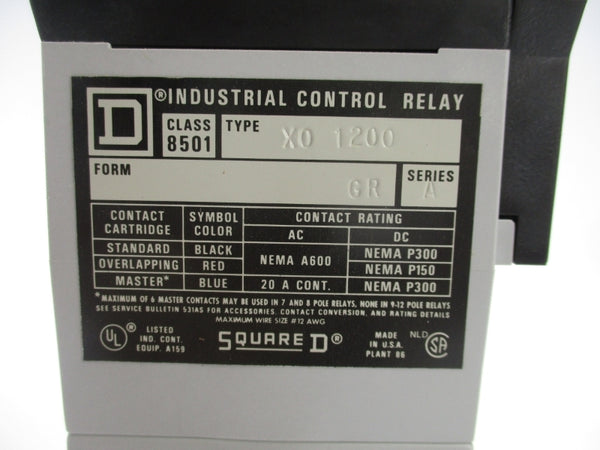 D ® INDUSTRIAL CONTROL RELAY
CLASS 8501 TYPE XO 1200
FORM GR SERIES A
CONTACT CARTRIDGE SYMBOL COLOR CONTACT RATING
AC DC
STANDARD BLACK NEMA A600 NEMA P300
OVERLAPPING RED NEMA P150
MASTER* BLUE 20 A CONT. NEMA P300
*MAXIMUM OF 6 MASTER CONTACTS MAY BE USED IN 7 AND 8 POLE RELAYS, NONE IN 9-12 POLE RELAYS
SEE SERVICE BULLETIN 531AS FOR ACCESSORIES, CONTACT CONVERSION, AND RATING DETAILS
MAXIMUM WIRE SIZE #12 AWG
UL ® LISTED IND. CONT. EQUIP. A159 SQUARE D ® MADE IN U.S.A. PLANT 86 NLD SA ®